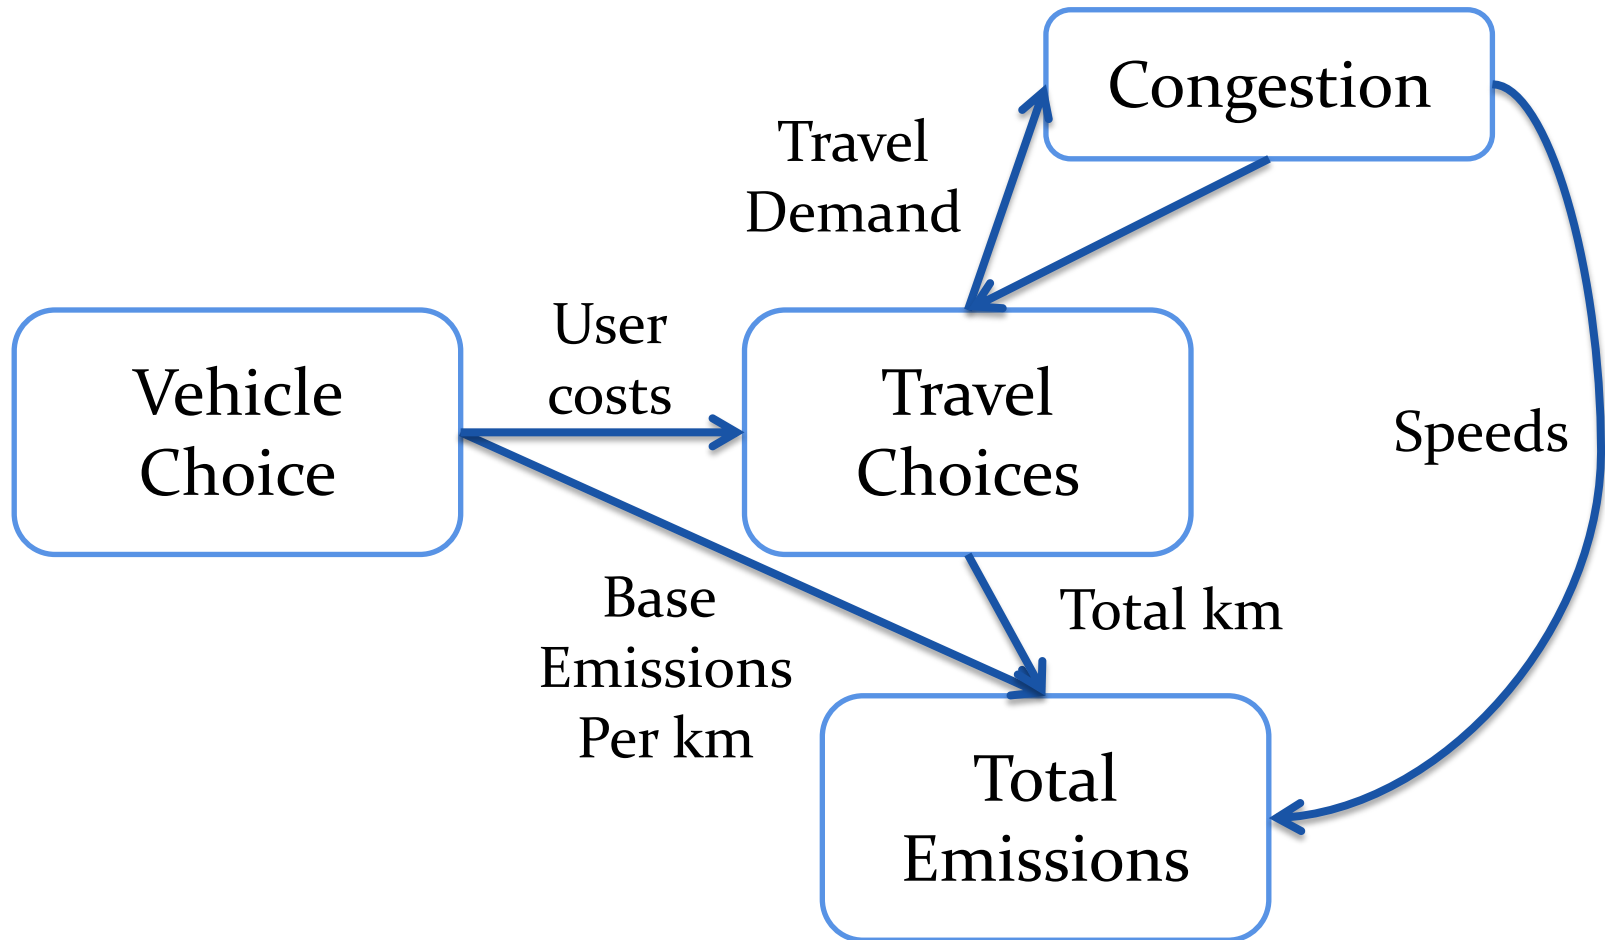 Congestion
Travel
Demand
User
costs
Vehicle
Choice
Travel
Choices
Speeds
Base
Emissions
Per km
Total km
Total
Emissions